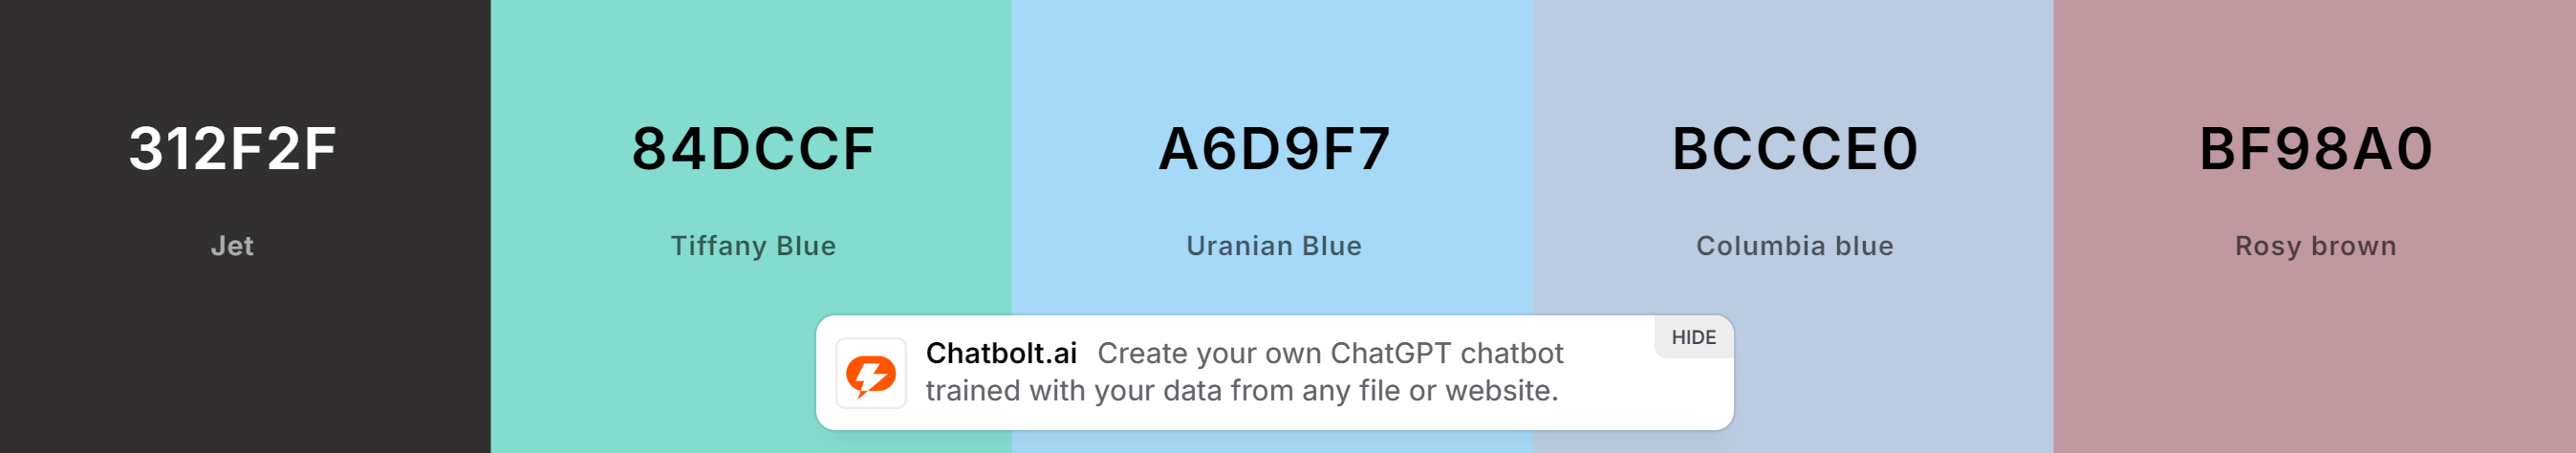 312F2F
Jet
84DCCF
Tiffany Blue
A6D9F7
Uranian Blue
BCCCE0
Columbia blue
BF98A0
Rosy brown
Chatbolt.ai Create your own ChatGPT chatbot
trained with your data from any file or website.
HIDE